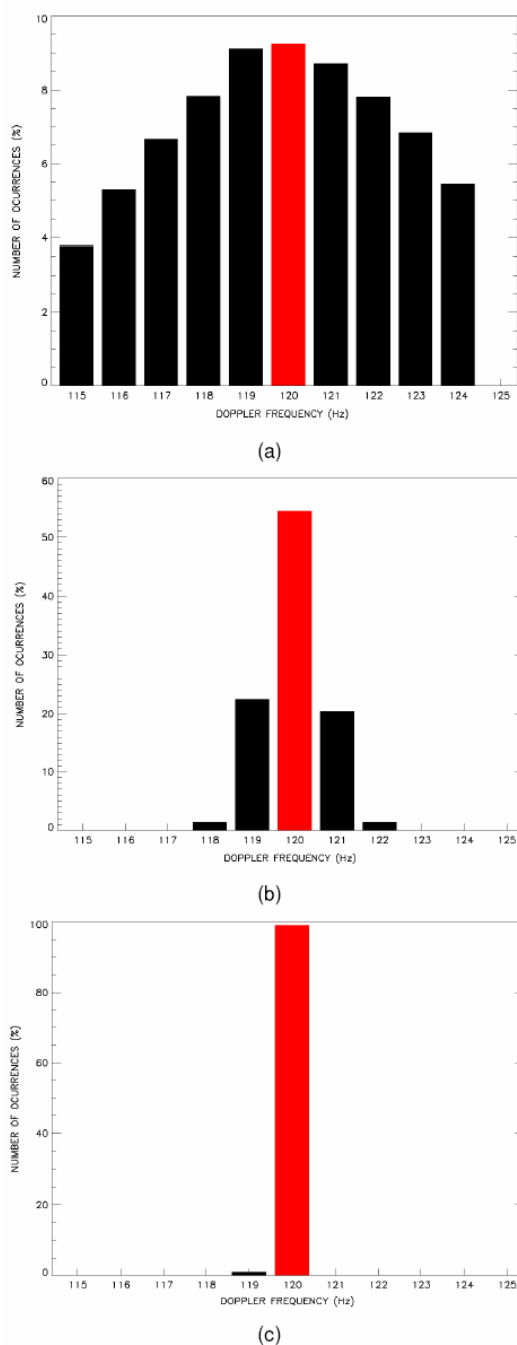 10
8
6
4
2
0
NUMBER OF OCURRENCES (%)
115 116 117 118 119 120 121 122 123 124 125
DOPPLER FREQUENCY (Hz)
(a)
60
50
40
30
20
10
0
NUMBER OF OCURRENCES (%)
115 116 117 118 119 120 121 122 123 124 125
DOPPLER FREQUENCY (Hz)
(b)
100
80
60
40
20
0
NUMBER OF OCURRENCES (%)
115 116 117 118 119 120 121 122 123 124 125
DOPPLER FREQUENCY (Hz)
(c)